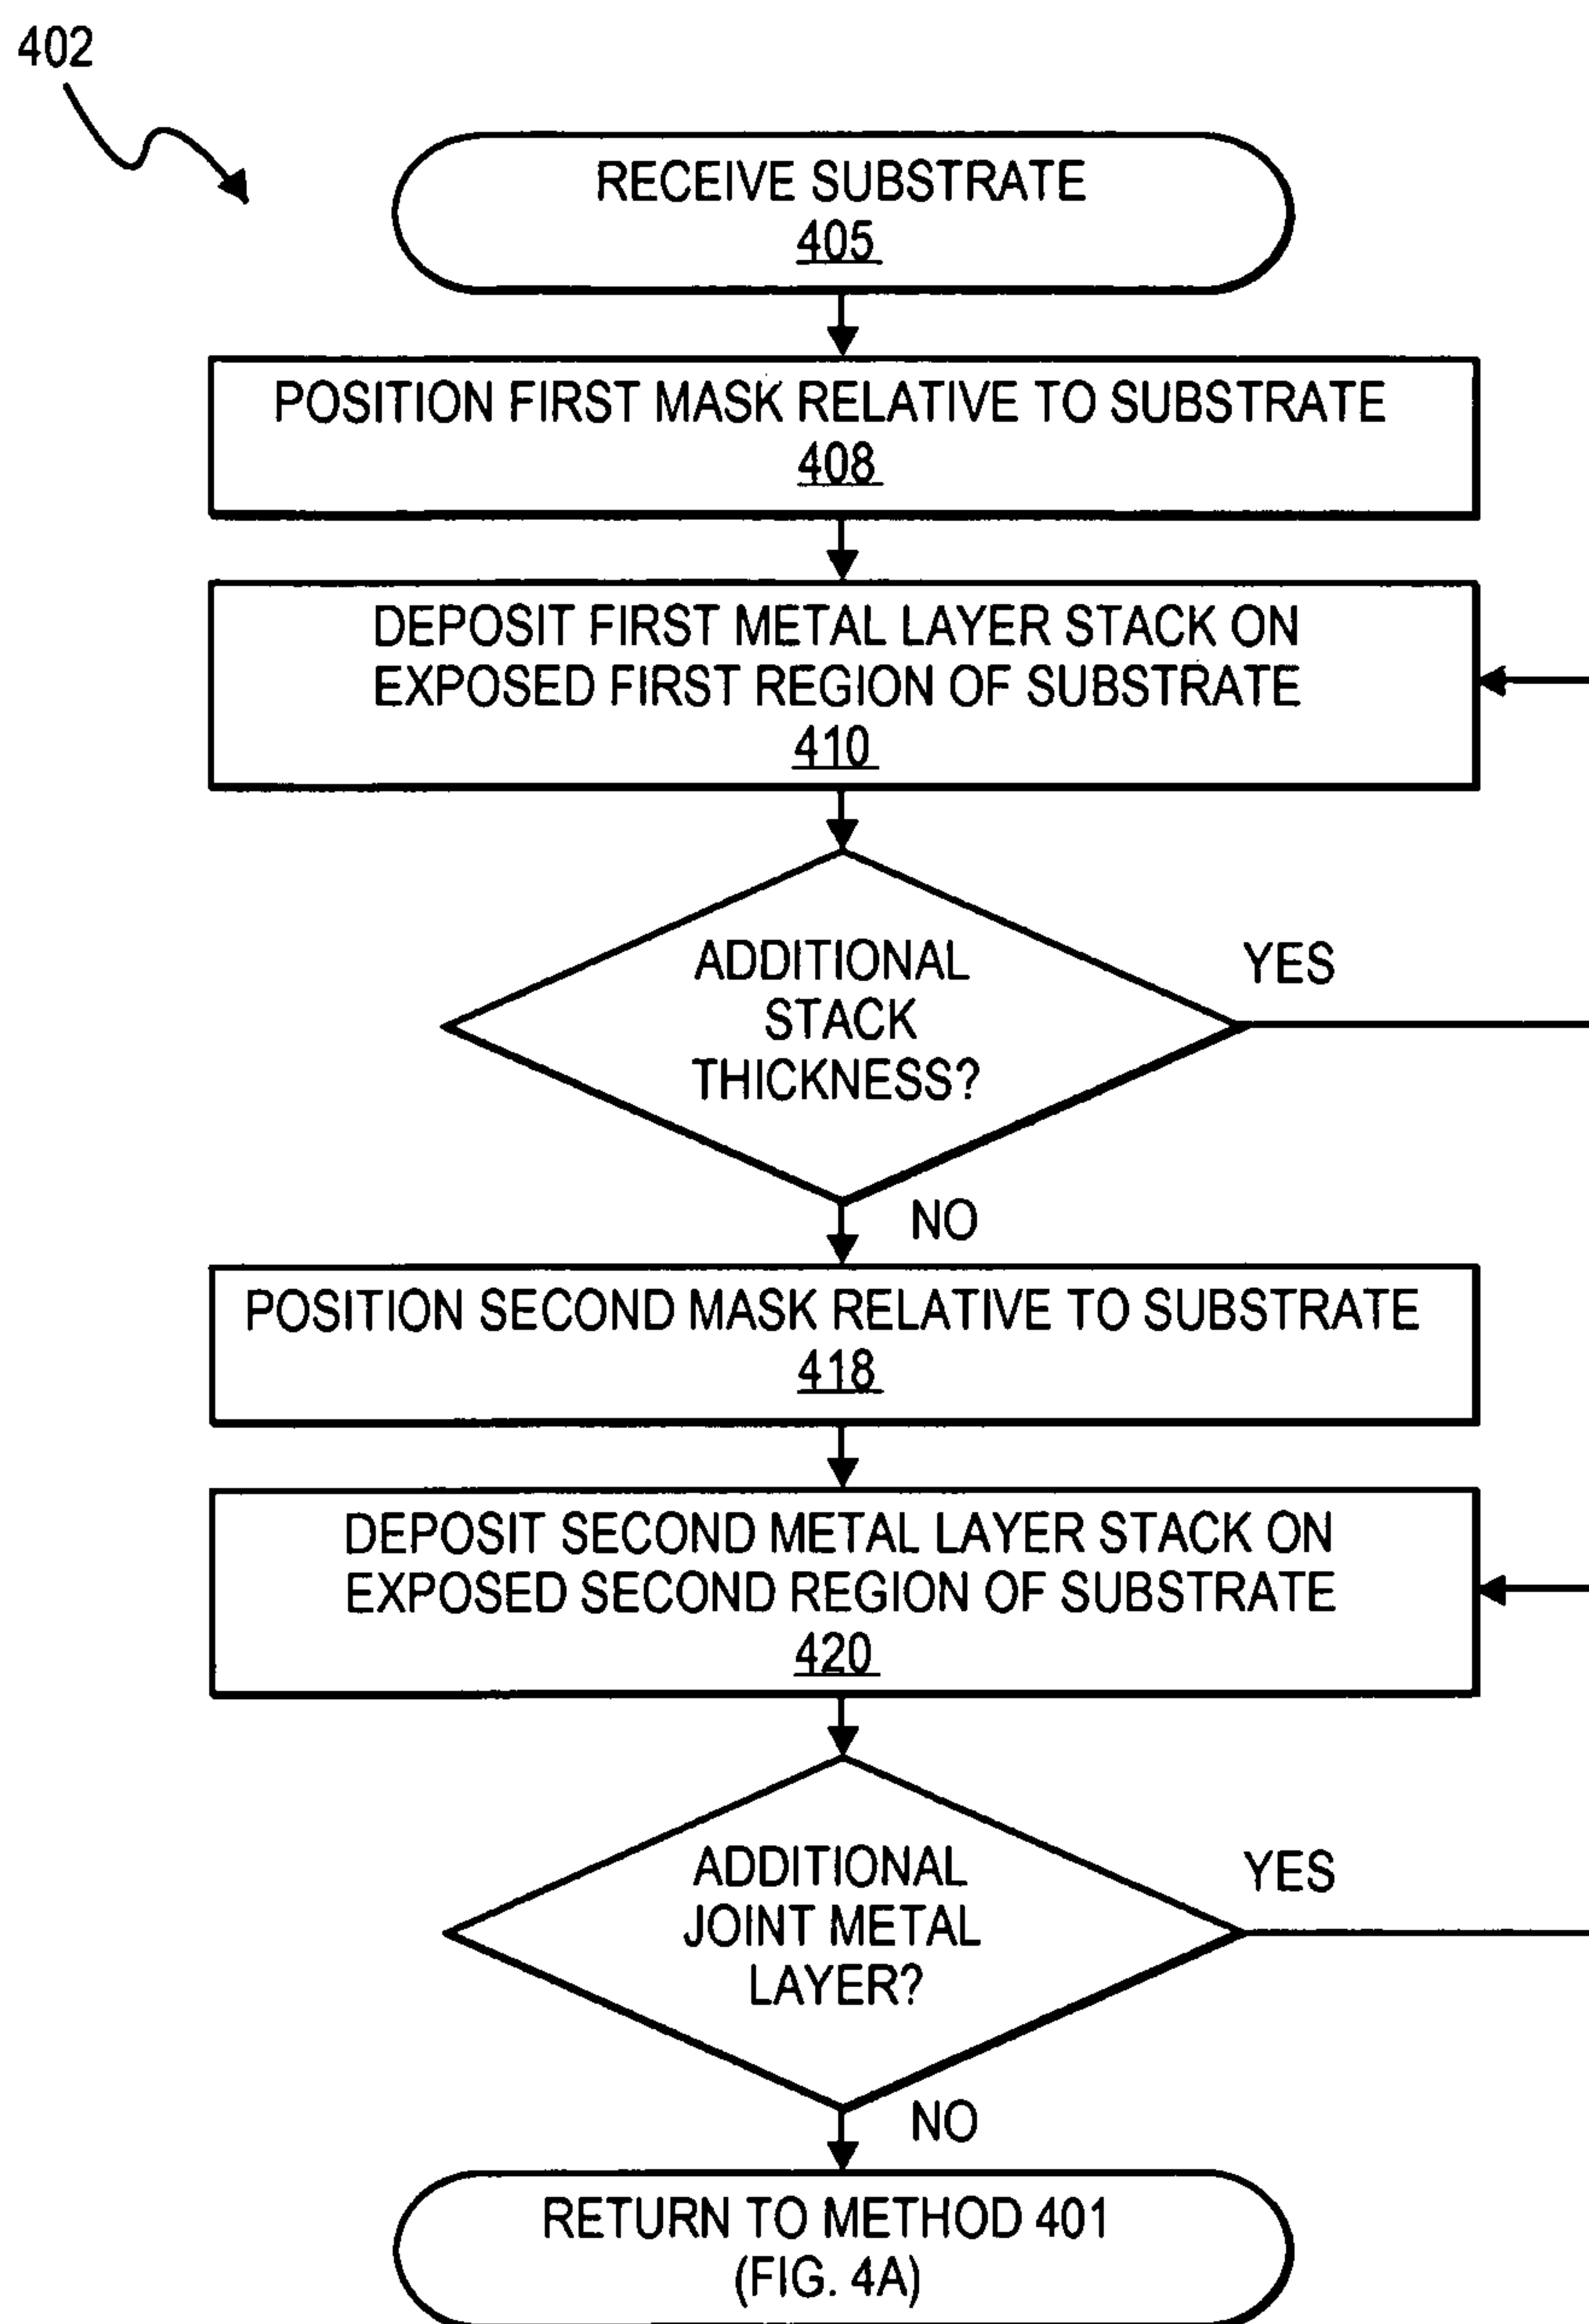 402
RECEIVE SUBSTRATE
405
POSITION FIRST MASK RELATIVE TO SUBSTRATE
408
DEPOSIT FIRST METAL LAYER STACK ON
EXPOSED FIRST REGION OF SUBSTRATE
410
ADDITIONAL
STACK
THICKNESS?
YES
NO
POSITION SECOND MASK RELATIVE TO SUBSTRATE
418
DEPOSIT SECOND METAL LAYER STACK ON
EXPOSED SECOND REGION OF SUBSTRATE
420
ADDITIONAL
JOINT METAL
LAYER?
YES
NO
RETURN TO METHOD 401
(FIG. 4A)